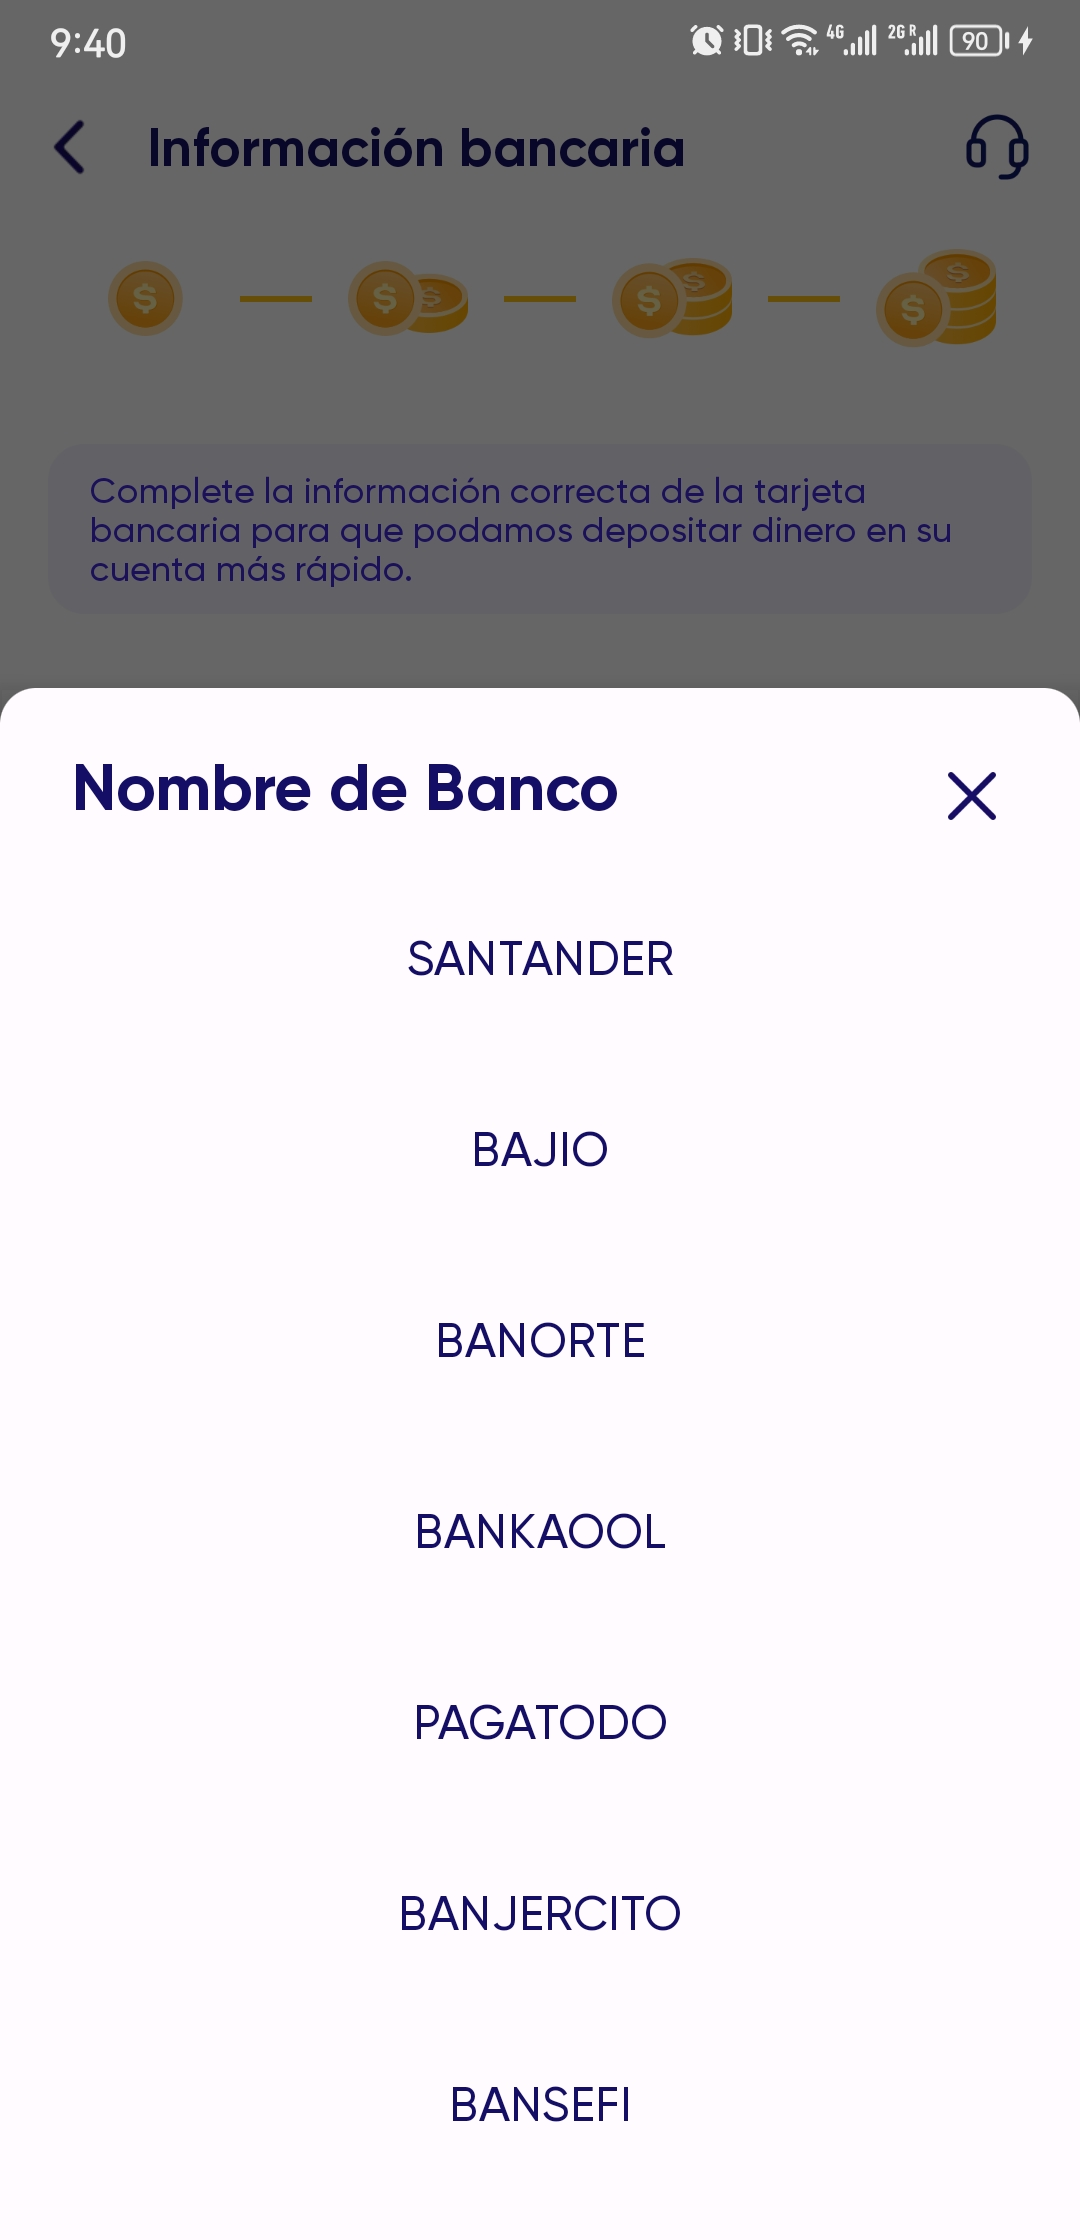 9:40
4G
2G R
90
Información bancaria
Complete la información correcta de la tarjeta
bancaria para que podamos depositar dinero en su
cuenta más rápido.
Nombre de Banco
SANTANDER
BAJIO
BANORTE
BANKAOOL
PAGATODO
BANJERCITO
BANSEFI